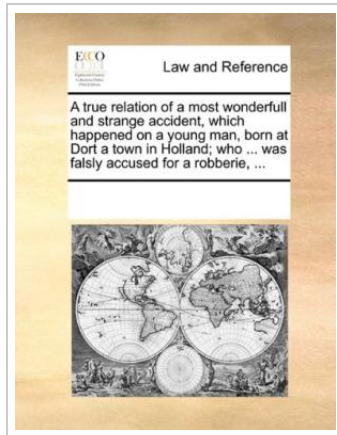 ECCO
Law and Reference
A true relation of a most wonderfull
and strange accident, which
happened on a young man, born at
Dort a town in Holland; who ... was
falsly accused for a robberie, ...